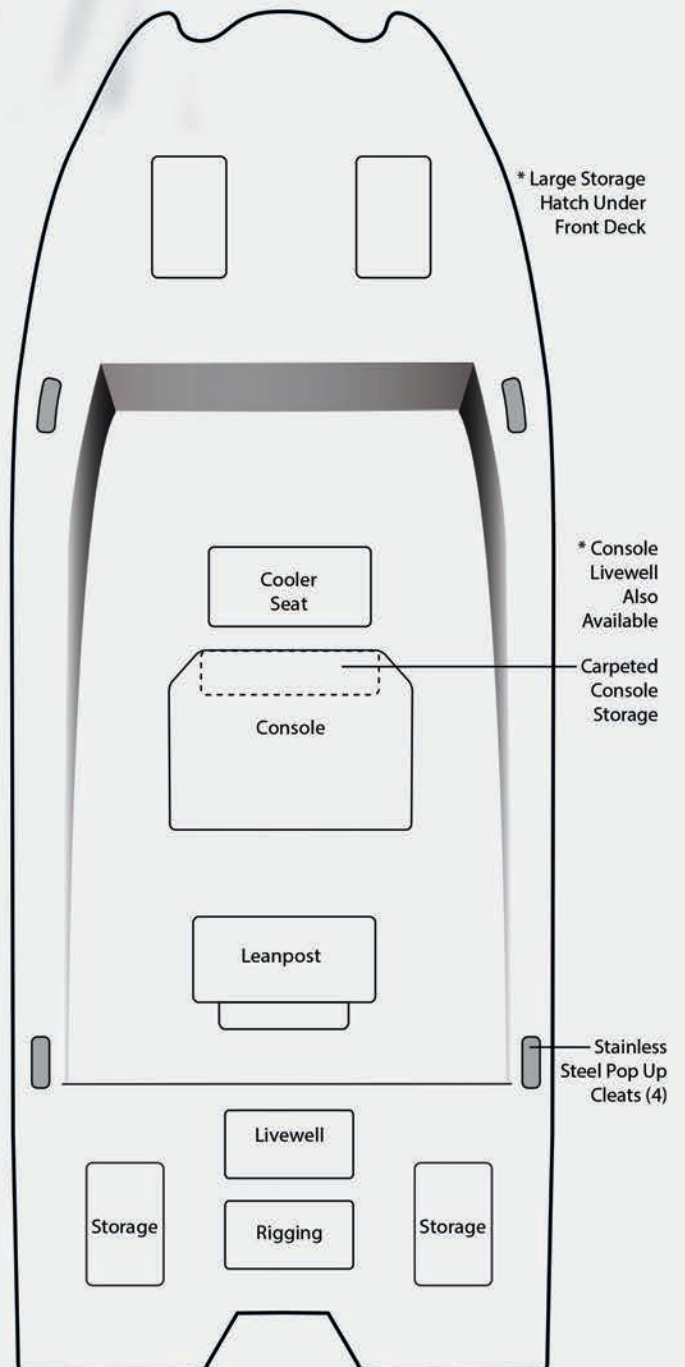 * Large Storage
Hatch Under
Front Deck
Cooler
Seat
* Console
Livewell
Also
Available
Carpeted
Console
Storage
Console
Leanpost
Stainless
Steel Pop Up
Cleats (4)
Livewell
Storage
Rigging
Storage